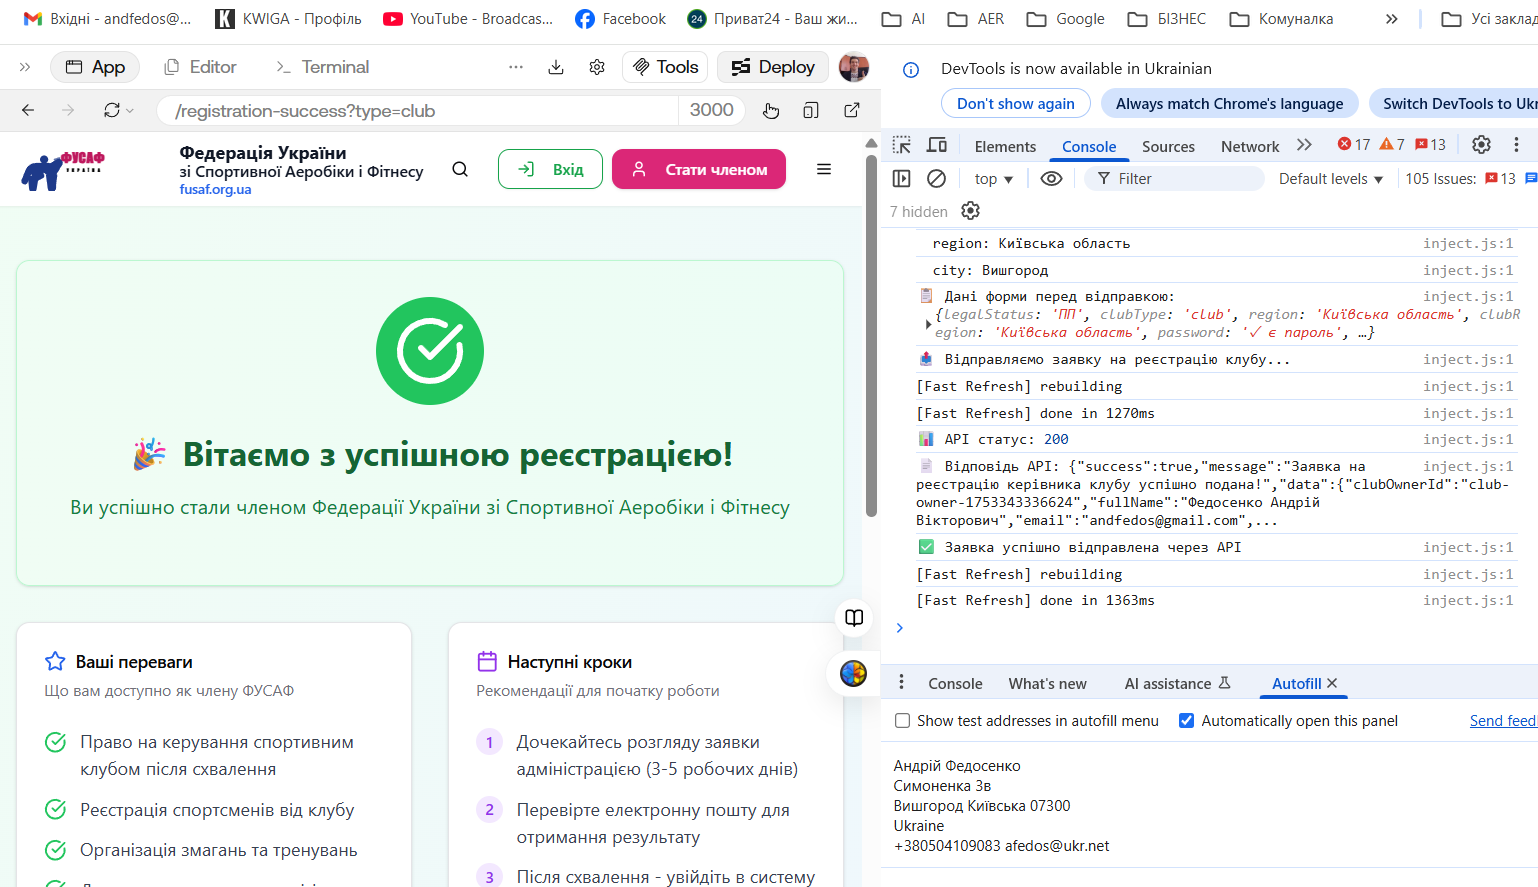 Вхідні - andfedos@...
KWIGA - Профіль
YouTube - Broadcas...
Facebook
24
Приват24 - Ваш жи...
AI
AER
Google
БІЗНЕС
Комуналка
Усі заклад
App
Editor
Terminal
Tools
Deploy
/registration-success?type=club
3000
ФУСАФ
УКРАЇНА
Федерація України
зі Спортивної Аеробіки і Фітнесу
fusaf.org.ua
Вхід
Стати членом
Вітаємо з успішною реєстрацією!
Ви успішно стали членом Федерації України зі Спортивної Аеробіки і Фітнесу
Ваші переваги
Що вам доступно як члену ФУСАФ
Право на керування спортивним
клубом після схвалення
Реєстрація спортсменів від клубу
Організація змагань та тренувань
Наступні кроки
Рекомендації для початку роботи
1 Дочекайтесь розгляду заявки
адміністрацією (3-5 робочих днів)
2 Перевірте електронну пошту для
отримання результату
3 Після схвалення - увійдіть в систему
DevTools is now available in Ukrainian
Don't show again
Always match Chrome's language
Switch DevTools to Ukr
Elements
Console
Sources
Network
17
7
13
top
Filter
Default levels
105 Issues:
13
7 hidden
region: Київська область inject.js:1
city: Вишгород inject.js:1
Дані форми перед відправкою: inject.js:1
{legalStatus: 'ПП', clubType: 'club', region: 'Київська область', clubR
egion: 'Київська область', password: '✓ є пароль', …}
Відправляємо заявку на реєстрацію клубу... inject.js:1
[Fast Refresh] rebuilding inject.js:1
[Fast Refresh] done in 1270ms inject.js:1
API статус: 200 inject.js:1
Відповідь API: {"success":true,"message":"Заявка на inject.js:1
реєстрацію керівника клубу успішно подана!","data":{"clubOwnerId":"club-
owner-1753343336624","fullName":"Федосенко Андрій
Вікторович","email":"andfedos@gmail.com",...
Заявка успішно відправлена через API inject.js:1
[Fast Refresh] rebuilding inject.js:1
[Fast Refresh] done in 1363ms inject.js:1
Console
What's new
AI assistance
Autofill
Show test addresses in autofill menu
Automatically open this panel
Send feed
Андрій Федосенко
Симоненка 3в
Вишгород Київська 07300
Ukraine
+380504109083 afedos@ukr.net